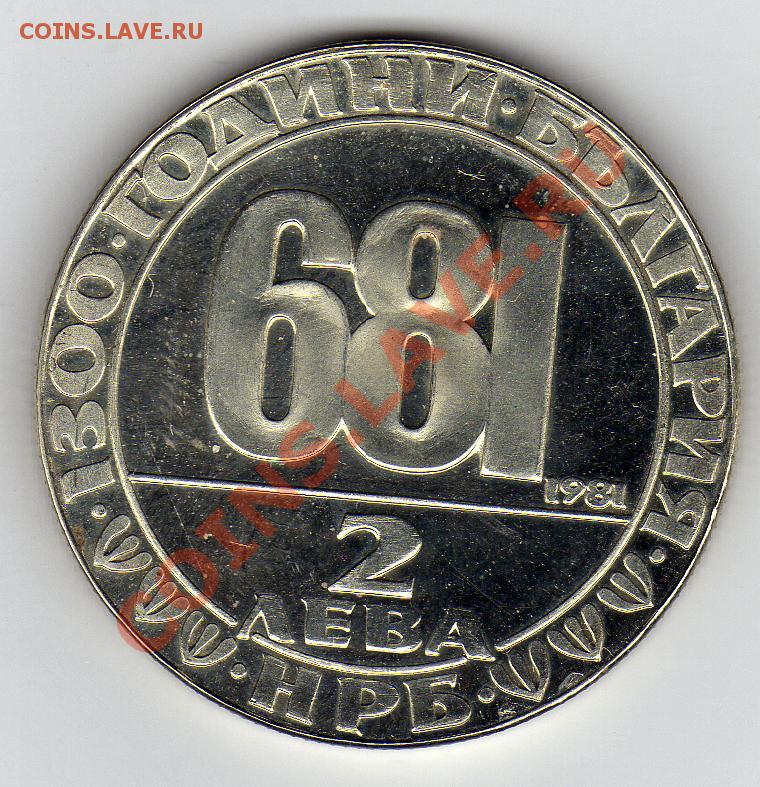 COINS.LAVE.RU
1300·ГОДИНИ·БЪЛГАРИЯ
681
1981
2
ЛЕВА
НРБ
COINS.LAVE.RU